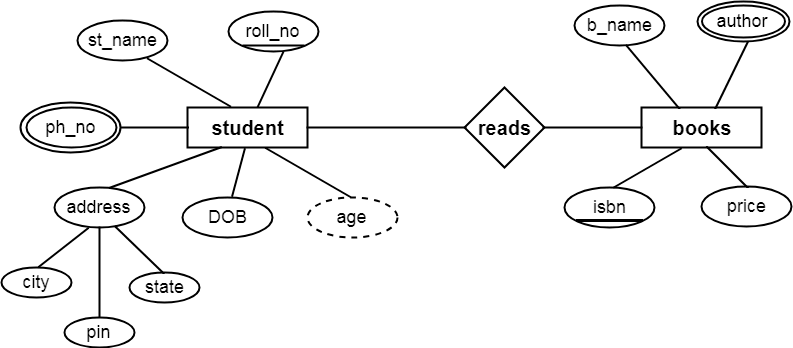 st_name
roll_no
ph_no
student
address
DOB
age
city
pin
state
reads
b_name
author
books
isbn
price